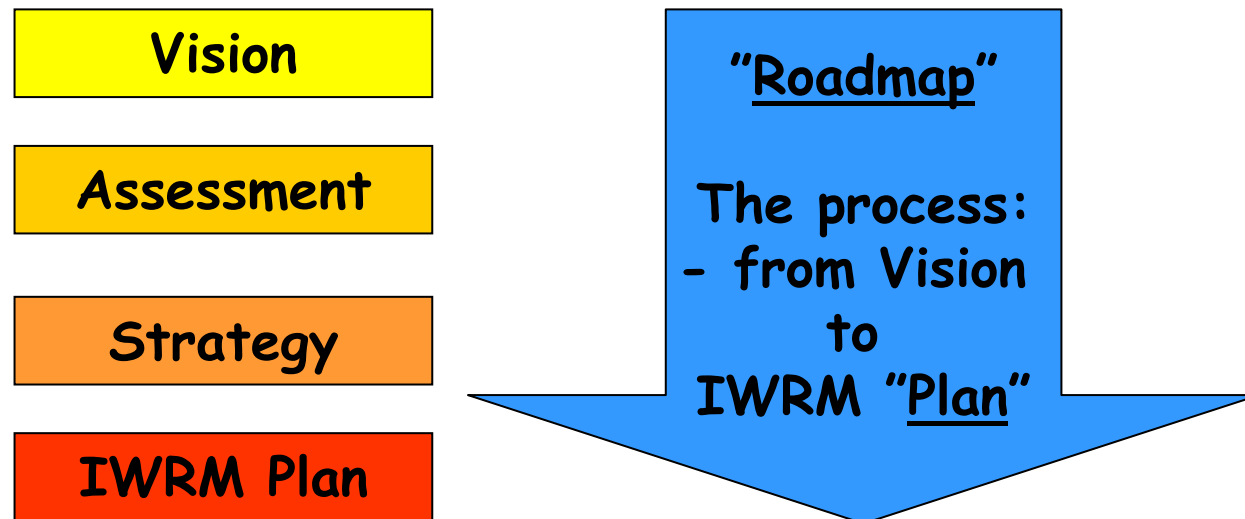 Vision
Assessment
Strategy
IWRM Plan
"Roadmap"
The process:
- from Vision
to
IWRM "Plan"